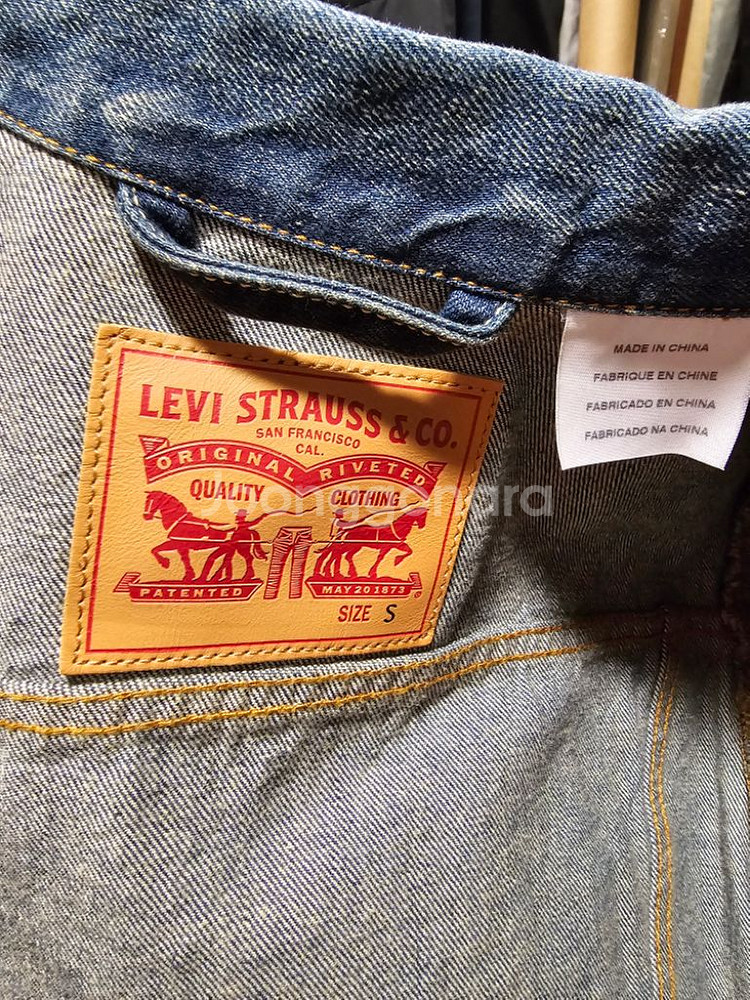 LEVI STRAUSS & CO.
SAN FRANCISCO
CAL.
ORIGINAL RIVETED
QUALITY CLOTHING
PATENTED MAY 20 1873
SIZE S
MADE IN CHINA
FABRIQUE EN CHINE
FABRICADO EN CHINA
FABRICADO NA CHINA
Joonggonara